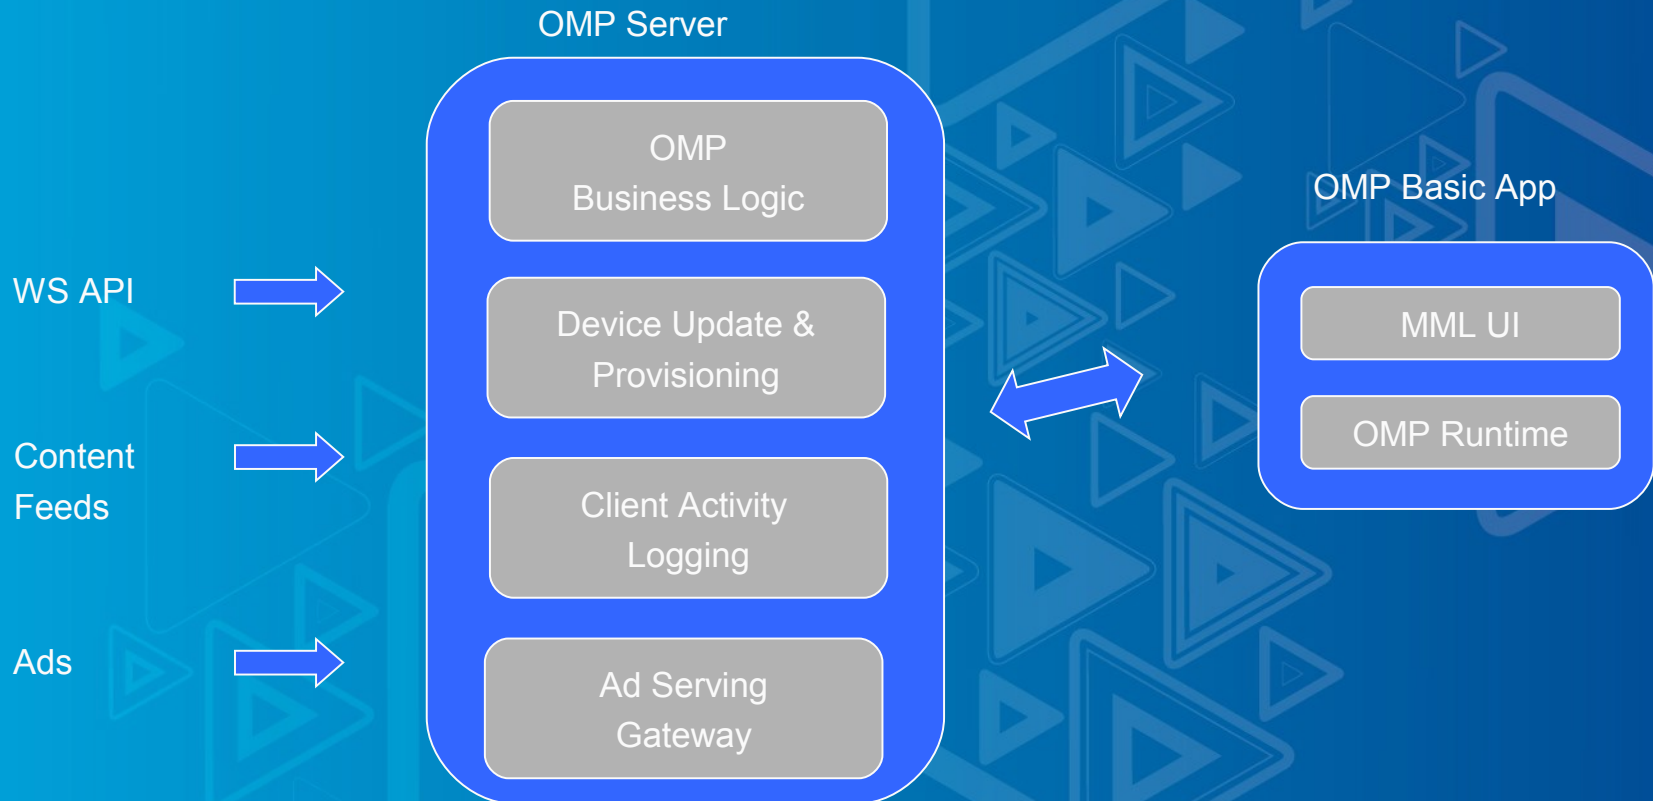 OMP Server
OMP
Business Logic
Device Update &
Provisioning
Client Activity
Logging
Ad Serving
Gateway
WS API
Content
Feeds
Ads
OMP Basic App
MML UI
OMP Runtime